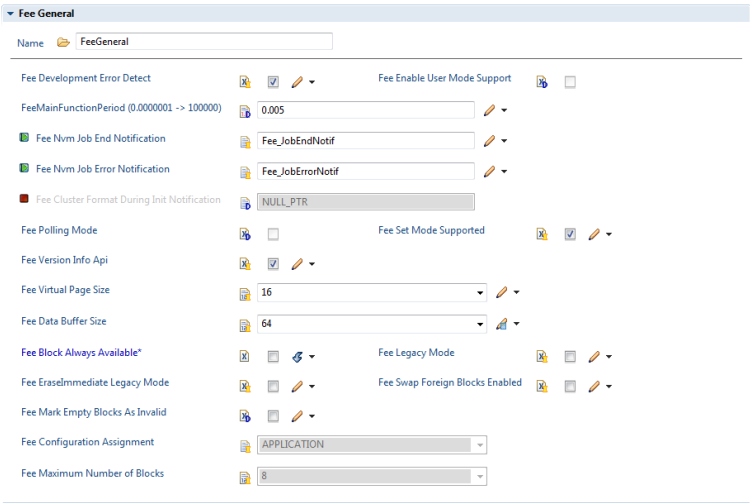 Fee General
Name FeeGeneral
Fee Development Error Detect Fee Enable User Mode Support
FeeMainFunctionPeriod (0.0000001 -> 100000) 0.005
Fee Nvm Job End Notification Fee_JobEndNotif
Fee Nvm Job Error Notification Fee_JobErrorNotif
Fee Cluster Format During Init Notification NULL_PTR
Fee Polling Mode Fee Set Mode Supported
Fee Version Info Api
Fee Virtual Page Size 16
Fee Data Buffer Size 64
Fee Block Always Available* Fee Legacy Mode
Fee EraseImmediate Legacy Mode Fee Swap Foreign Blocks Enabled
Fee Mark Empty Blocks As Invalid
Fee Configuration Assignment APPLICATION
Fee Maximum Number of Blocks 8